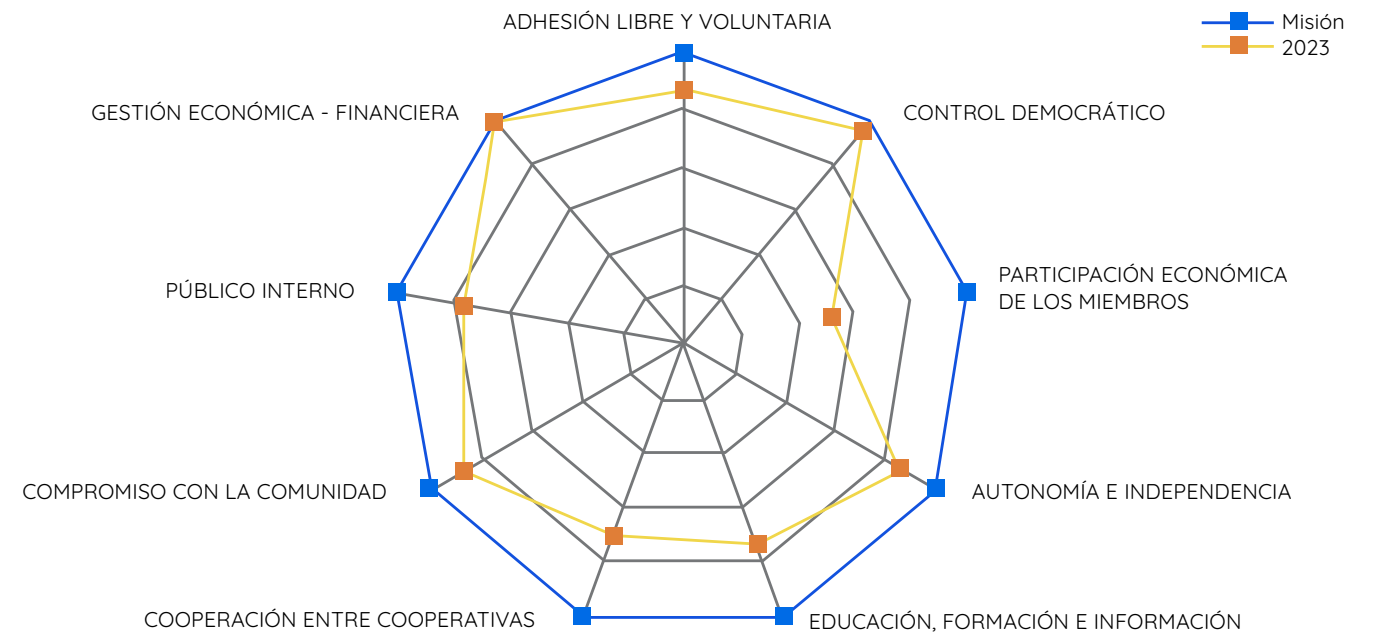 ADHESIÓN LIBRE Y VOLUNTARIA
Misión
2023
GESTIÓN ECONÓMICA - FINANCIERA
CONTROL DEMOCRÁTICO
PARTICIPACIÓN ECONÓMICA
DE LOS MIEMBROS
PÚBLICO INTERNO
COMPROMISO CON LA COMUNIDAD
AUTONOMÍA E INDEPENDENCIA
COOPERACIÓN ENTRE COOPERATIVAS
EDUCACIÓN, FORMACIÓN E INFORMACIÓN